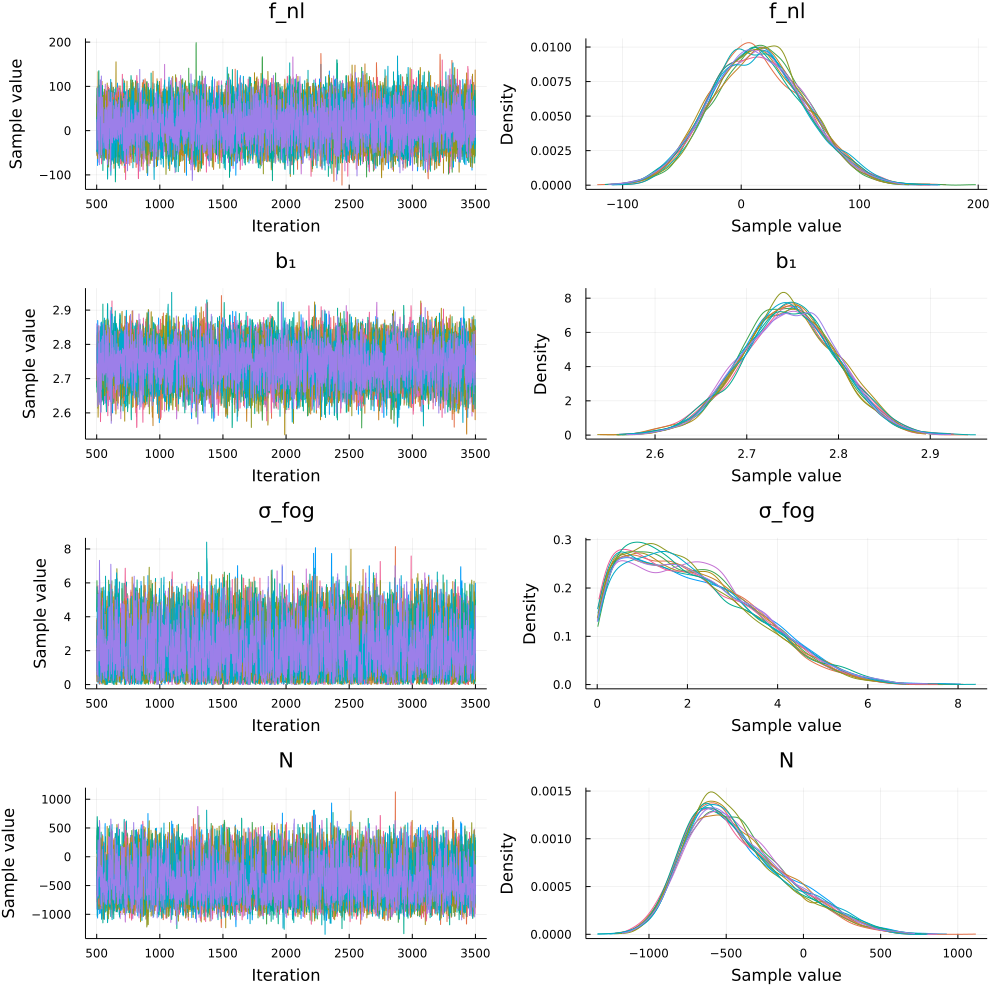 f_nl
f_nl
200
100
0
−100
Sample value
500 1000 1500 2000 2500 3000 3500
Iteration
0.0100
0.0075
0.0050
0.0025
0.0000
Density
−100 0 100 200
Sample value
b₁
b₁
2.9
2.8
2.7
2.6
Sample value
500 1000 1500 2000 2500 3000 3500
Iteration
8
6
4
2
0
Density
2.6 2.7 2.8 2.9
Sample value
σ_fog
σ_fog
8
6
4
2
0
Sample value
500 1000 1500 2000 2500 3000 3500
Iteration
0.3
0.2
0.1
0.0
Density
0 2 4 6 8
Sample value
N
N
1000
500
0
−500
−1000
Sample value
500 1000 1500 2000 2500 3000 3500
Iteration
0.0015
0.0010
0.0005
0.0000
Density
−1000 −500 0 500 1000
Sample value